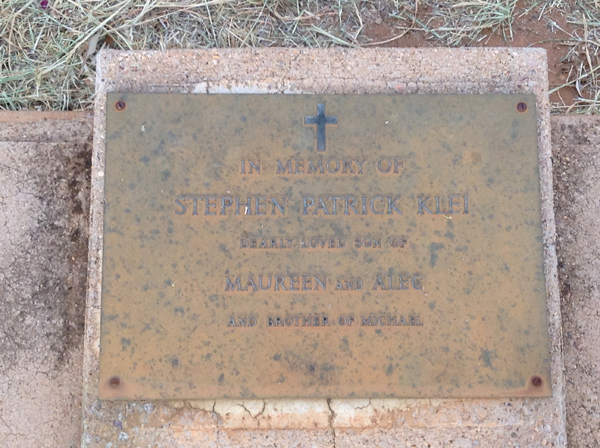 IN MEMORY OF
STEPHEN PATRICK KLEI
DEARLY LOVED SON OF
MAUREEN AND ALEC
AND BROTHER OF MICHAEL